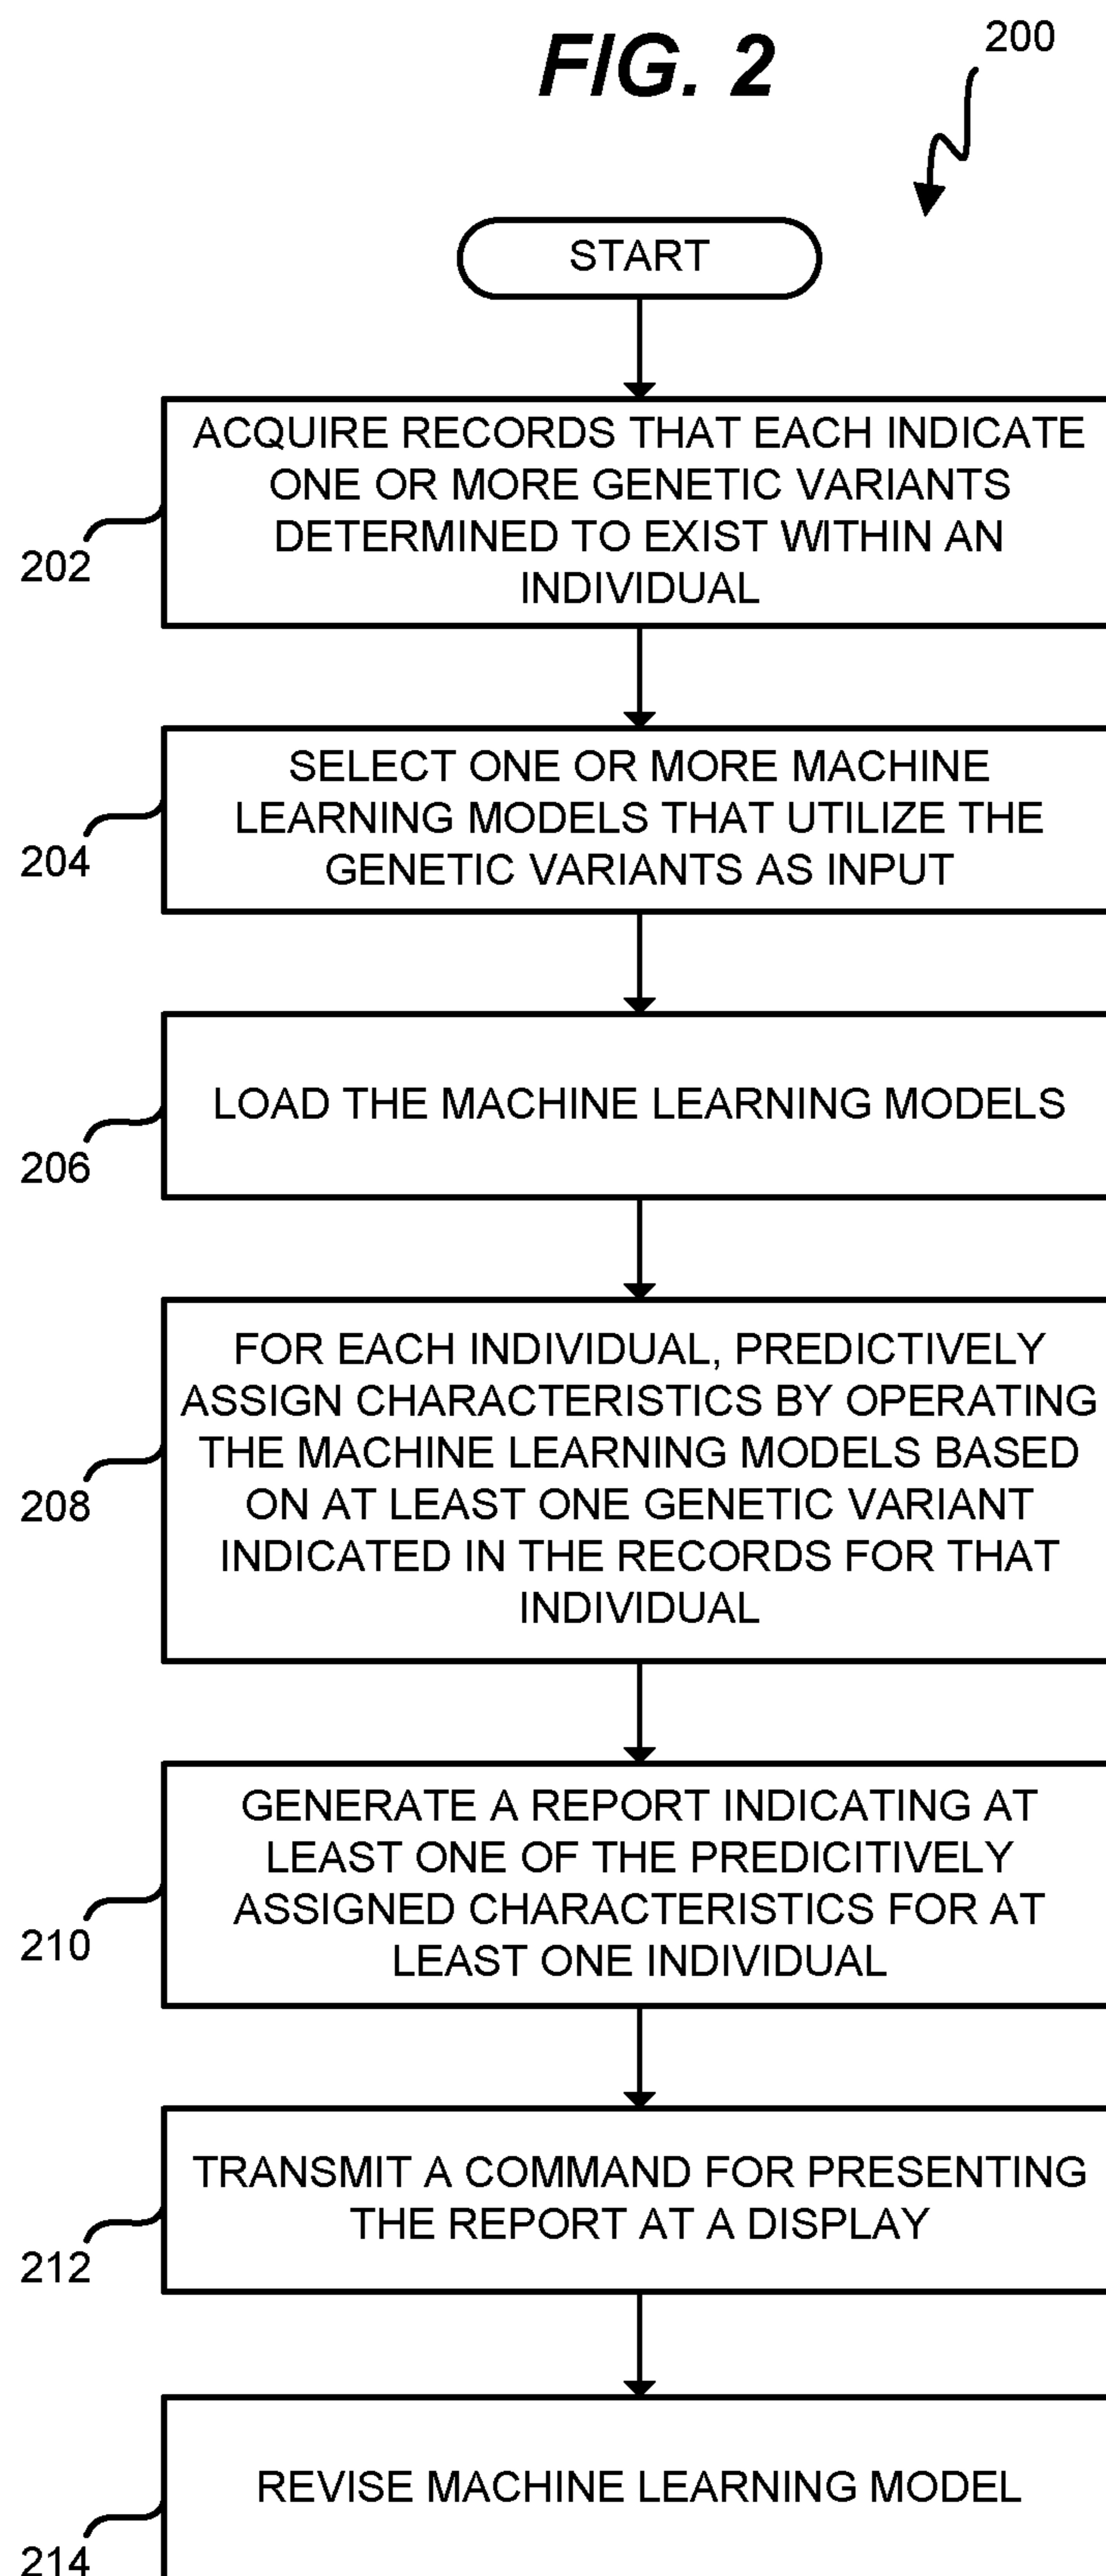 FIG. 2
200
START
ACQUIRE RECORDS THAT EACH INDICATE
ONE OR MORE GENETIC VARIANTS
DETERMINED TO EXIST WITHIN AN
INDIVIDUAL
202
SELECT ONE OR MORE MACHINE
LEARNING MODELS THAT UTILIZE THE
GENETIC VARIANTS AS INPUT
204
LOAD THE MACHINE LEARNING MODELS
206
FOR EACH INDIVIDUAL, PREDICTIVELY
ASSIGN CHARACTERISTICS BY OPERATING
THE MACHINE LEARNING MODELS BASED
ON AT LEAST ONE GENETIC VARIANT
INDICATED IN THE RECORDS FOR THAT
INDIVIDUAL
208
GENERATE A REPORT INDICATING AT
LEAST ONE OF THE PREDICITIVELY
ASSIGNED CHARACTERISTICS FOR AT
LEAST ONE INDIVIDUAL
210
TRANSMIT A COMMAND FOR PRESENTING
THE REPORT AT A DISPLAY
212
REVISE MACHINE LEARNING MODEL
214